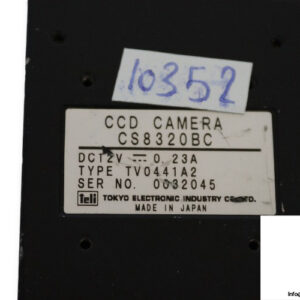 10352
CCD CAMERA
CS8320BC
DC12V ⎓ 0.23A
TYPE TV0441A2
SER NO. 0032045
Teli TOKYO ELECTRONIC INDUSTRY CO.,LTD.
MADE IN JAPAN